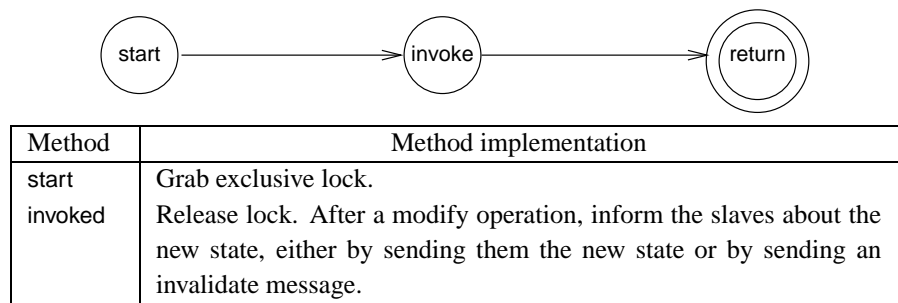 start invoke return
Method Method implementation
start Grab exclusive lock.
invoked Release lock. After a modify operation, inform the slaves about the
new state, either by sending them the new state or by sending an
invalidate message.